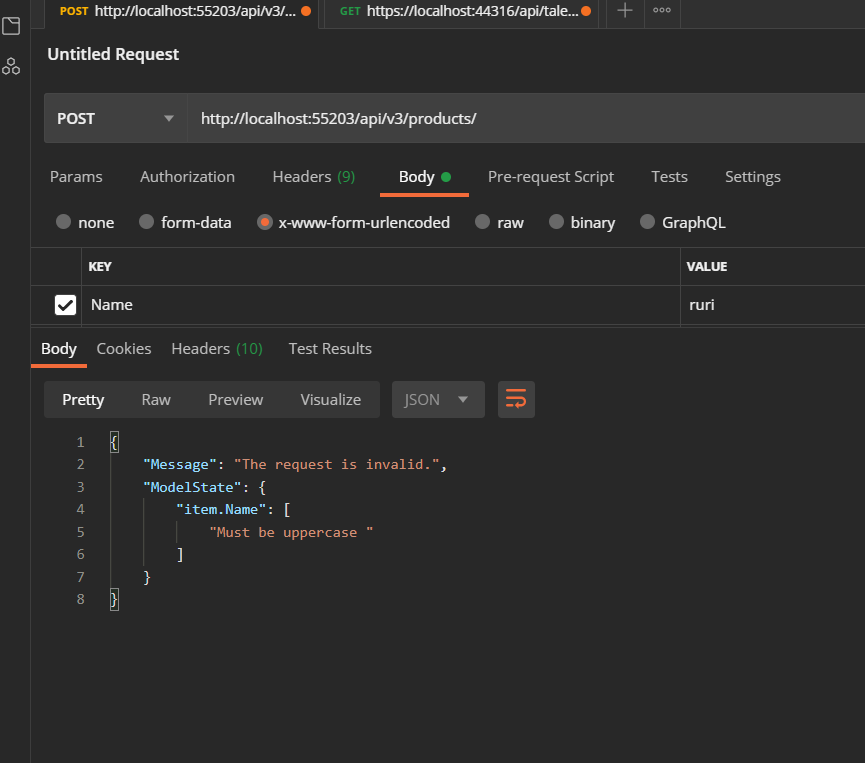 POST http://localhost:55203/api/v3/... GET https://localhost:44316/api/tale...
Untitled Request
POST http://localhost:55203/api/v3/products/
Params Authorization Headers (9) Body Pre-request Script Tests Settings
none form-data x-www-form-urlencoded raw binary GraphQL
KEY VALUE
Name ruri
Body Cookies Headers (10) Test Results
Pretty Raw Preview Visualize JSON
1 {
2 "Message": "The request is invalid.",
3 "ModelState": {
4 "item.Name": [
5 "Must be uppercase "
6 ]
7 }
8 }